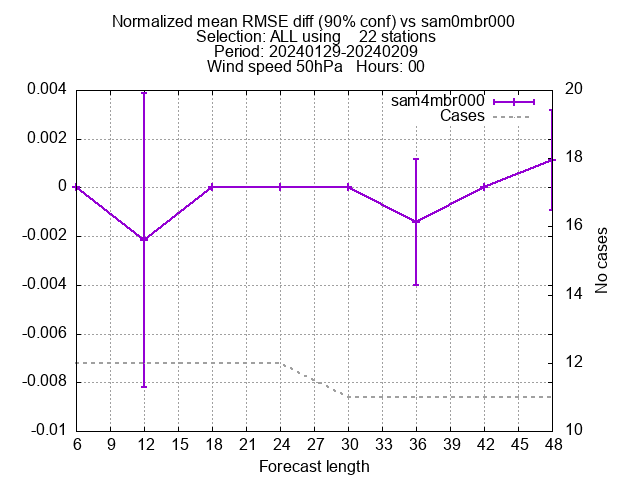 Normalized mean RMSE diff (90% conf) vs sam0mbr000
Selection: ALL using    22 stations
Period: 20240129-20240209
Wind speed 50hPa   Hours: 00
sam4mbr000
Cases
0.004
0.002
0
-0.002
-0.004
-0.006
-0.008
-0.01
20
18
16
14
12
10
No cases
6 9 12 15 18 21 24 27 30 33 36 39 42 45 48
Forecast length